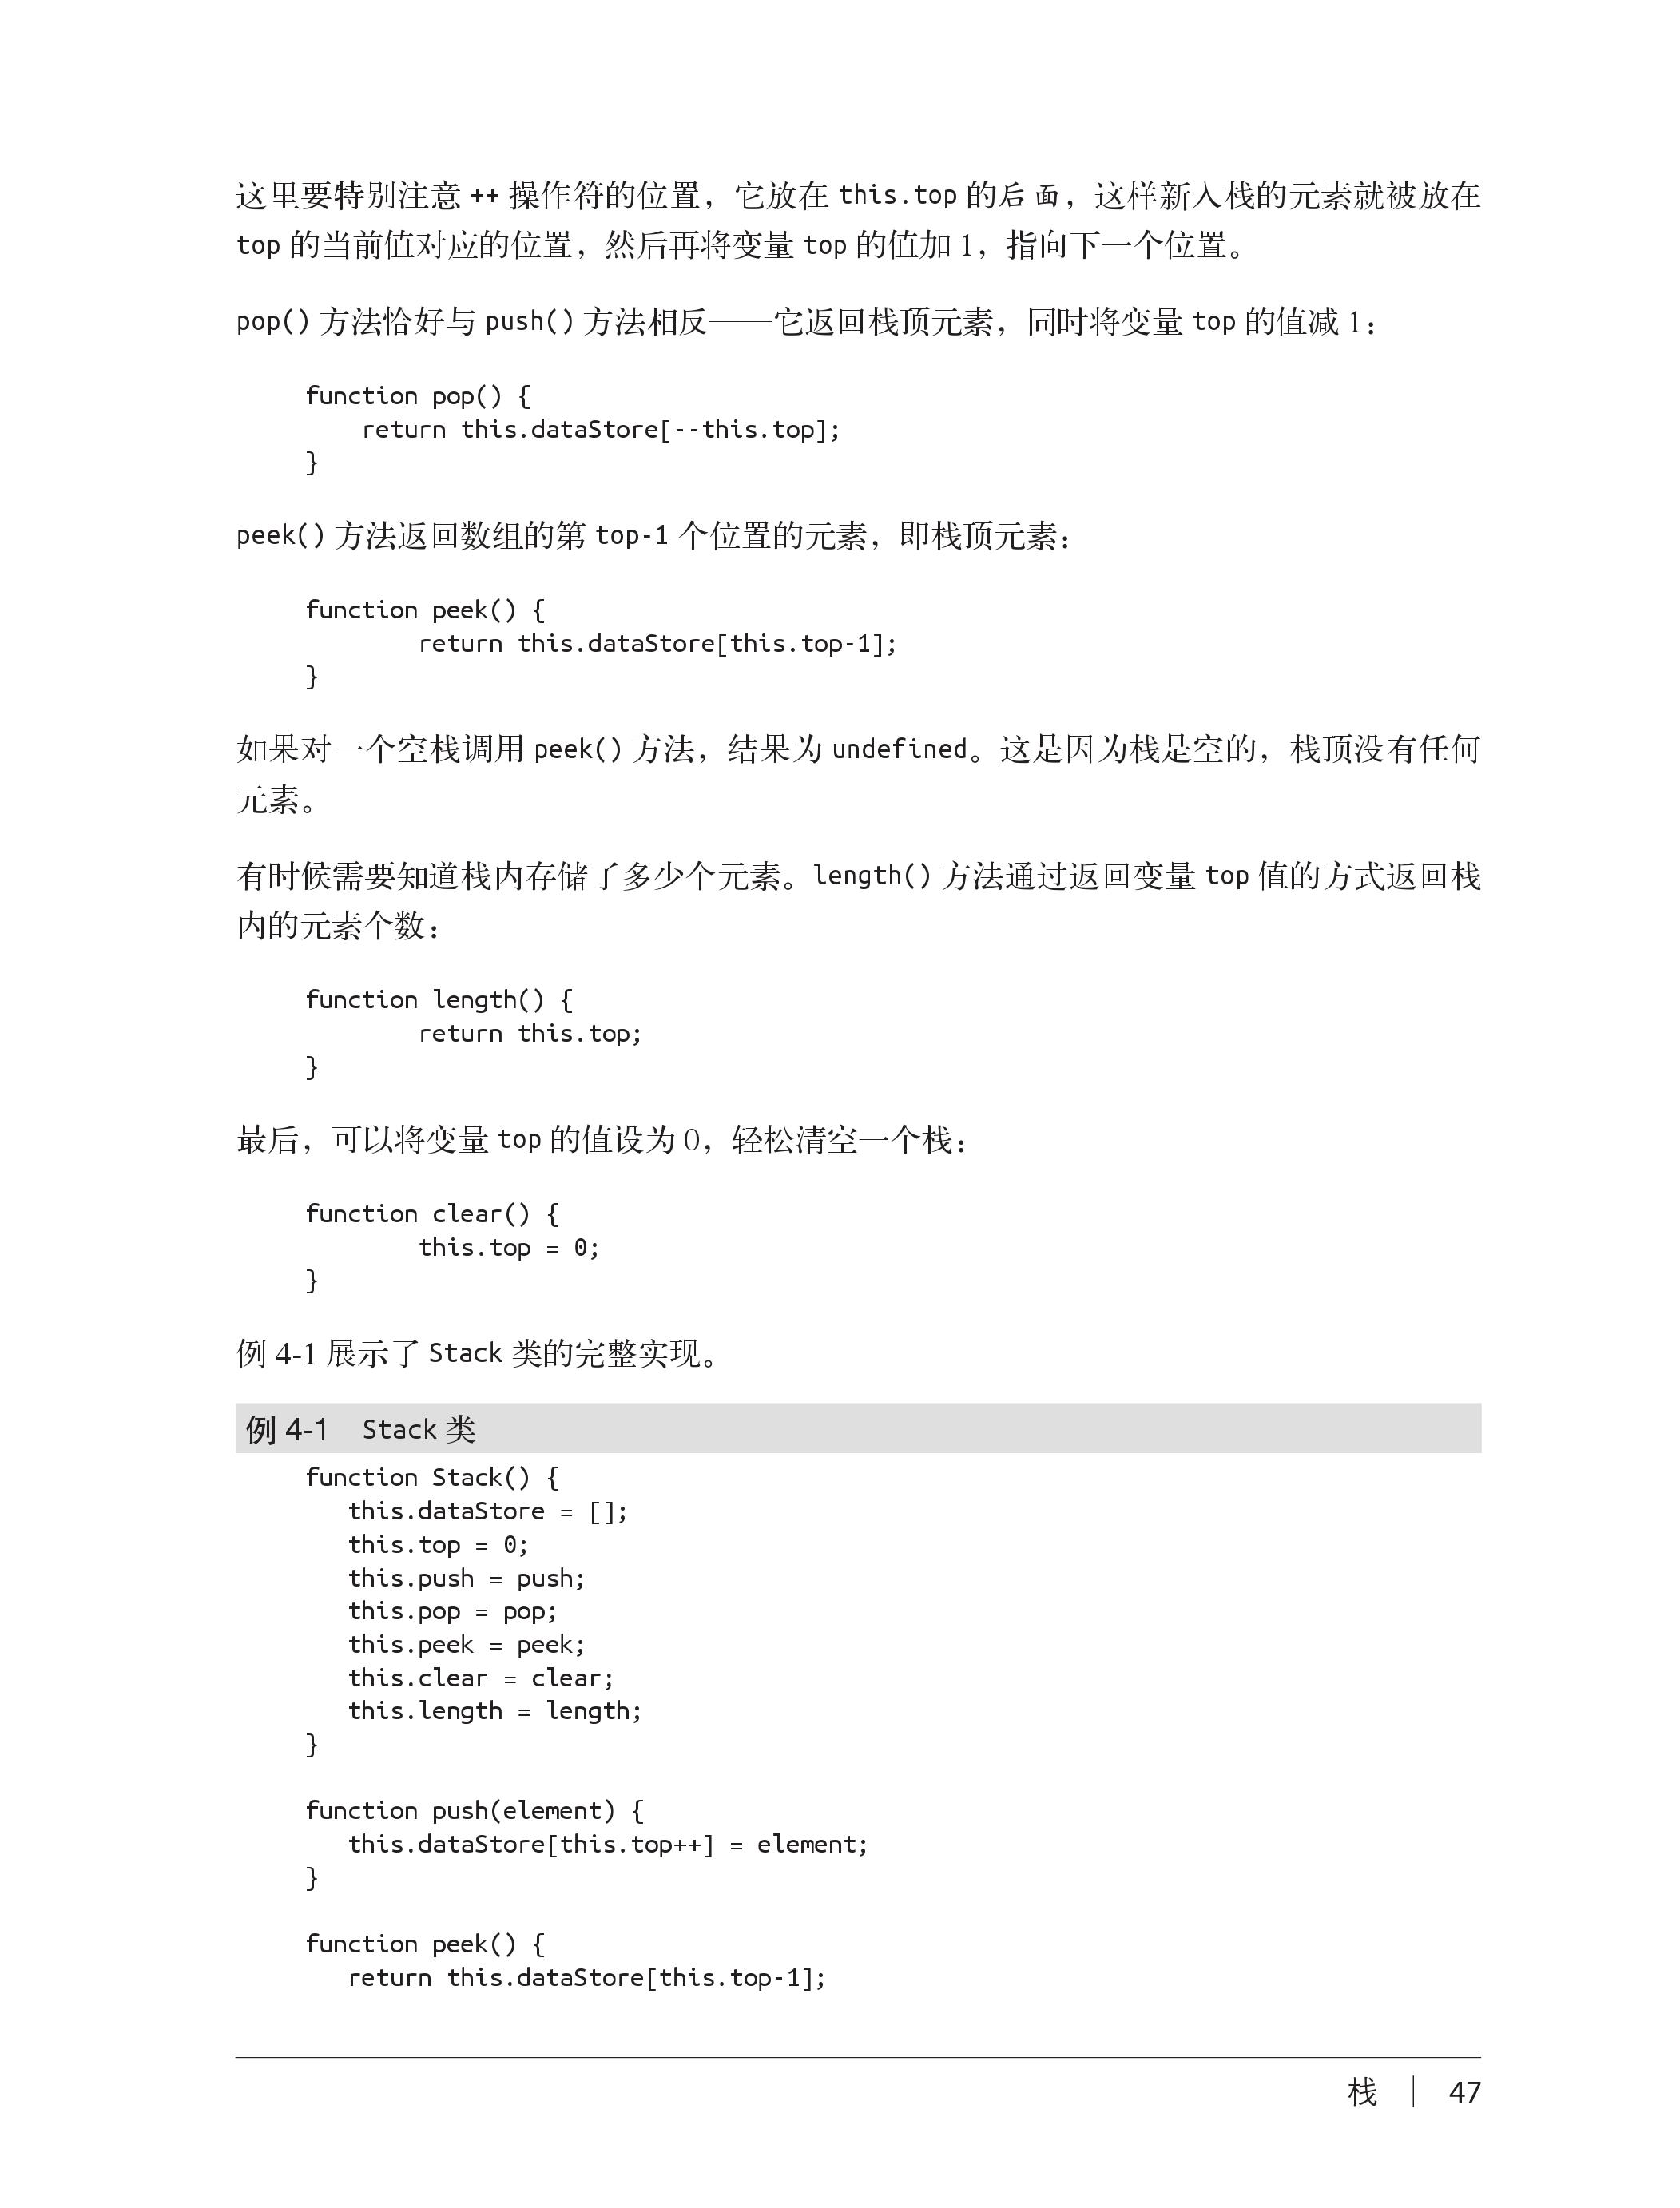 这里要特别注意 ++ 操作符的位置，它放在 this.top 的后面，这样新入栈的元素就被放在
top 的当前值对应的位置，然后再将变量 top 的值加 1，指向下一个位置。
pop() 方法恰好与 push() 方法相反——它返回栈顶元素，同时将变量 top 的值减 1：
function pop() {
    return this.dataStore[--this.top];
}
peek() 方法返回数组的第 top-1 个位置的元素，即栈顶元素：
function peek() {
        return this.dataStore[this.top-1];
}
如果对一个空栈调用 peek() 方法，结果为 undefined。这是因为栈是空的，栈顶没有任何
元素。
有时候需要知道栈内存储了多少个元素。length() 方法通过返回变量 top 值的方式返回栈
内的元素个数：
function length() {
        return this.top;
}
最后，可以将变量 top 的值设为 0，轻松清空一个栈：
function clear() {
        this.top = 0;
}
例 4-1 展示了 Stack 类的完整实现。
例 4-1　Stack 类
function Stack() {
   this.dataStore = [];
   this.top = 0;
   this.push = push;
   this.pop = pop;
   this.peek = peek;
   this.clear = clear;
   this.length = length;
}
function push(element) {
   this.dataStore[this.top++] = element;
}
function peek() {
   return this.dataStore[this.top-1];
栈 | 47